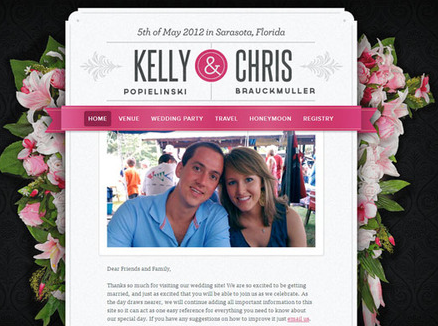 5th of May 2012 in Sarasota, Florida
KELLY & CHRIS
POPIELINSKI BRAUCKMULLER
HOME VENUE WEDDING PARTY TRAVEL HONEYMOON REGISTRY
Dear Friends and Family,
Thanks so much for visiting our wedding site! We are so excited to be getting
married, and just as excited that you will be able to join us as we celebrate. As
the day draws nearer, we will continue adding all important information to this
site so it can act as one easy reference for everything you need to know about
our special day. If you have any suggestions on how to improve it just email us.